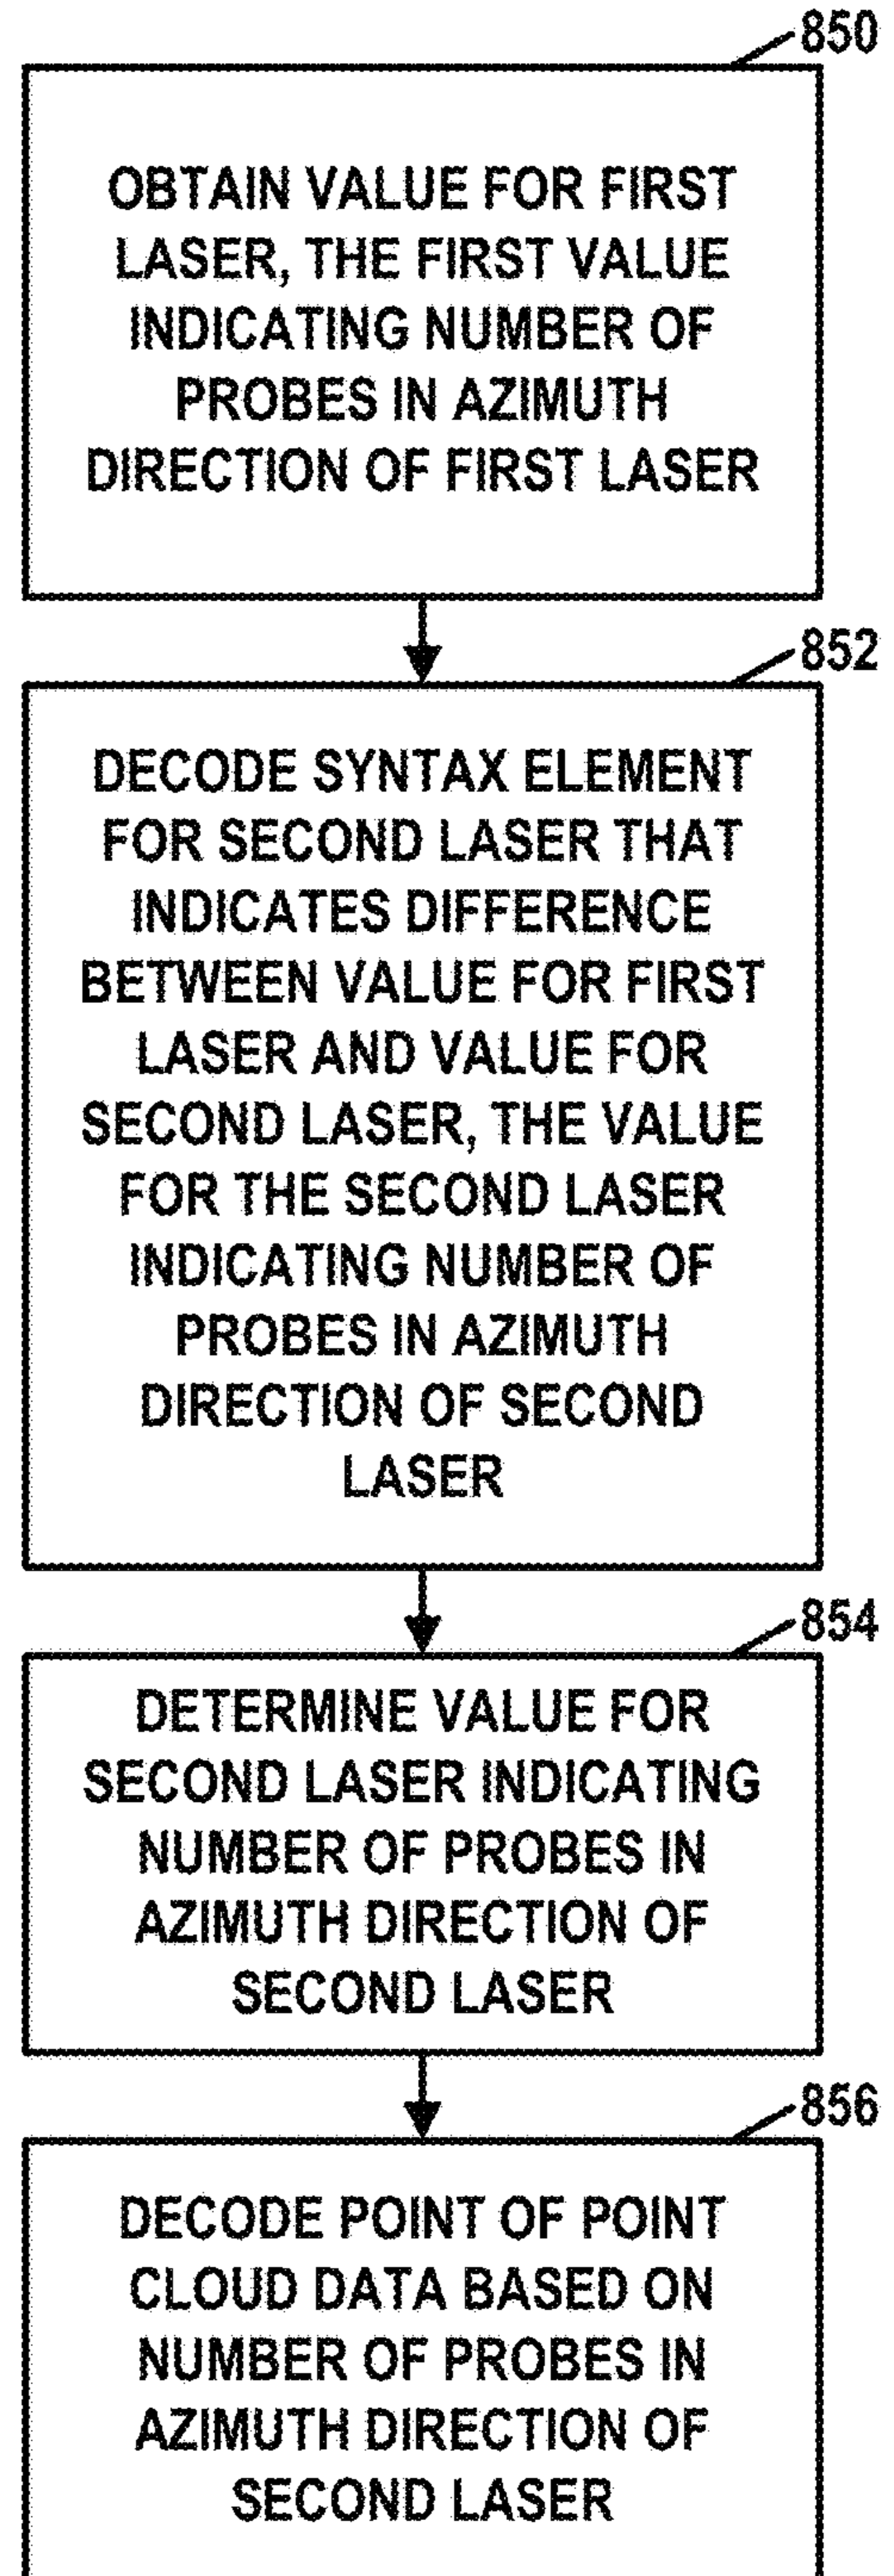 850
OBTAIN VALUE FOR FIRST
LASER, THE FIRST VALUE
INDICATING NUMBER OF
PROBES IN AZIMUTH
DIRECTION OF FIRST LASER
852
DECODE SYNTAX ELEMENT
FOR SECOND LASER THAT
INDICATES DIFFERENCE
BETWEEN VALUE FOR FIRST
LASER AND VALUE FOR
SECOND LASER, THE VALUE
FOR THE SECOND LASER
INDICATING NUMBER OF
PROBES IN AZIMUTH
DIRECTION OF SECOND
LASER
854
DETERMINE VALUE FOR
SECOND LASER INDICATING
NUMBER OF PROBES IN
AZIMUTH DIRECTION OF
SECOND LASER
856
DECODE POINT OF POINT
CLOUD DATA BASED ON
NUMBER OF PROBES IN
AZIMUTH DIRECTION OF
SECOND LASER